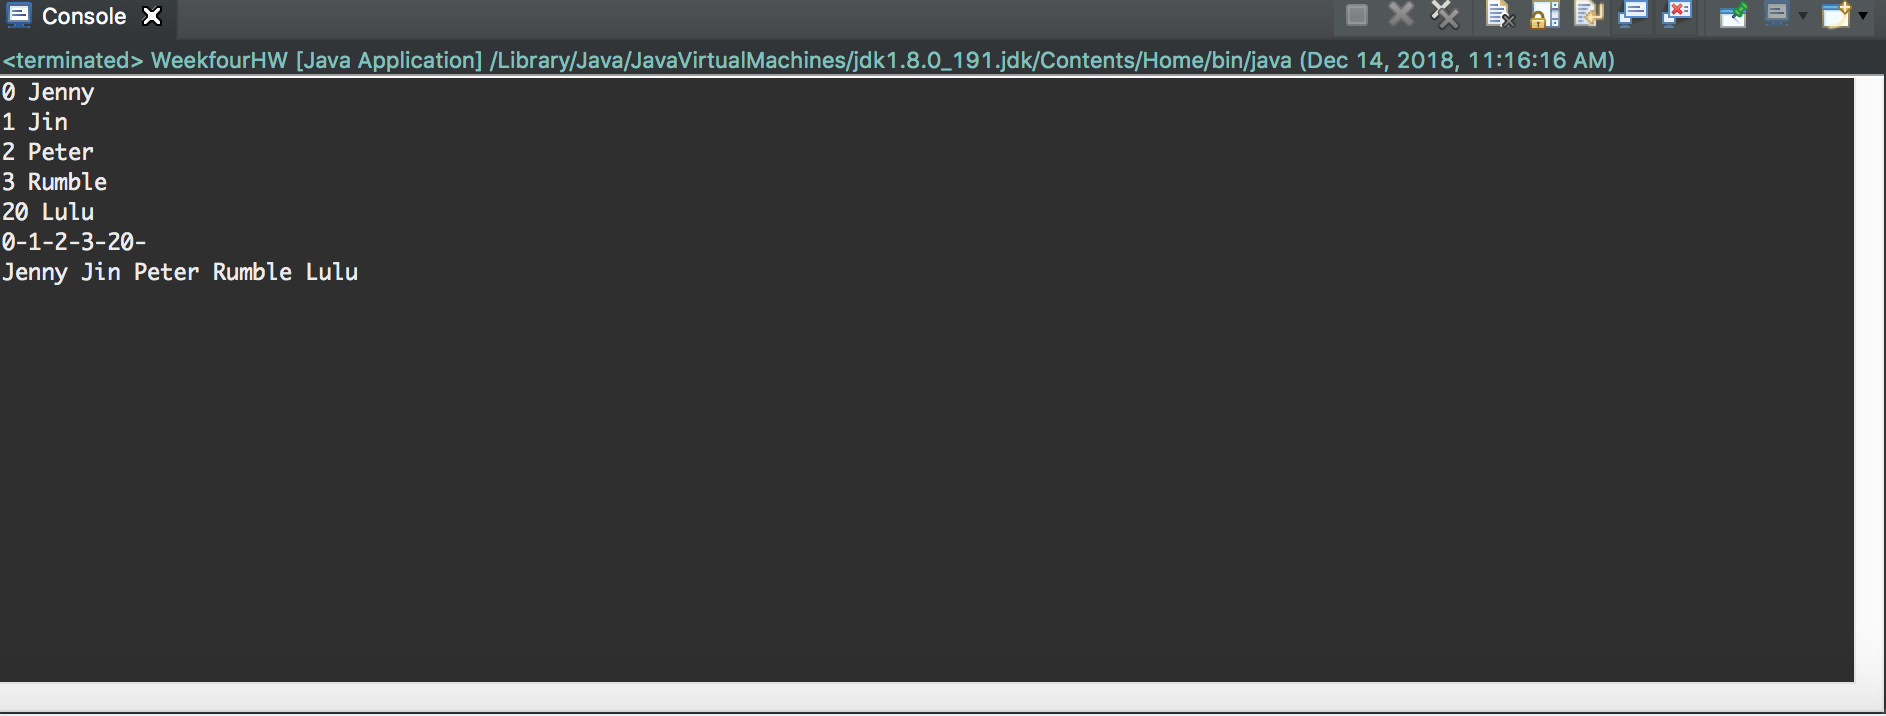 Console
<terminated> WeekfourHW [Java Application] /Library/Java/JavaVirtualMachines/jdk1.8.0_191.jdk/Contents/Home/bin/java (Dec 14, 2018, 11:16:16 AM)
0 Jenny
1 Jin
2 Peter
3 Rumble
20 Lulu
0-1-2-3-20-
Jenny Jin Peter Rumble Lulu